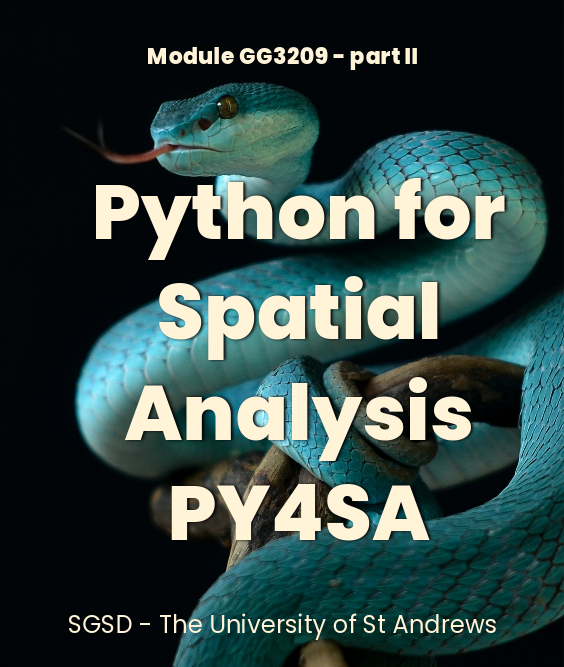 Module GG3209 - part II
Python for
Spatial
Analysis
PY4SA
SGSD - The University of St Andrews